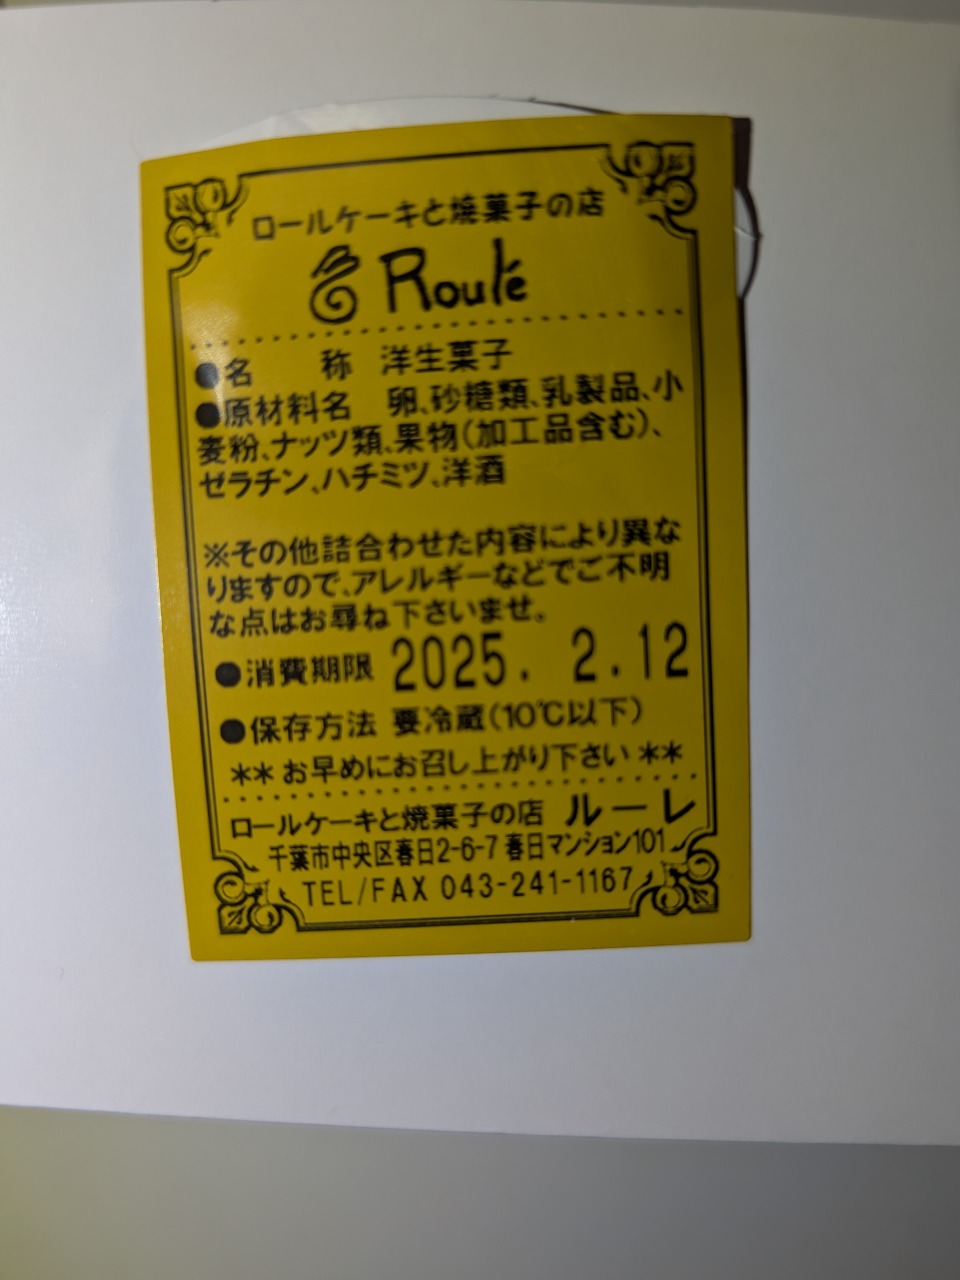 ロールケーキと焼菓子の店
Roulé
●名　　称　洋生菓子
●原材料名　卵、砂糖類、乳製品、小
麦粉、ナッツ類、果物(加工品含む)、
ゼラチン、ハチミツ、洋酒
※その他詰合わせた内容により異な
りますので、アレルギーなどでご不明
な点はお尋ね下さいませ。
●消費期限 2025. 2.12
●保存方法 要冷蔵(10℃以下)
** お早めにお召し上がり下さい **
ロールケーキと焼菓子の店 ルーレ
千葉市中央区春日2-6-7 春日マンション101
TEL/FAX 043-241-1167